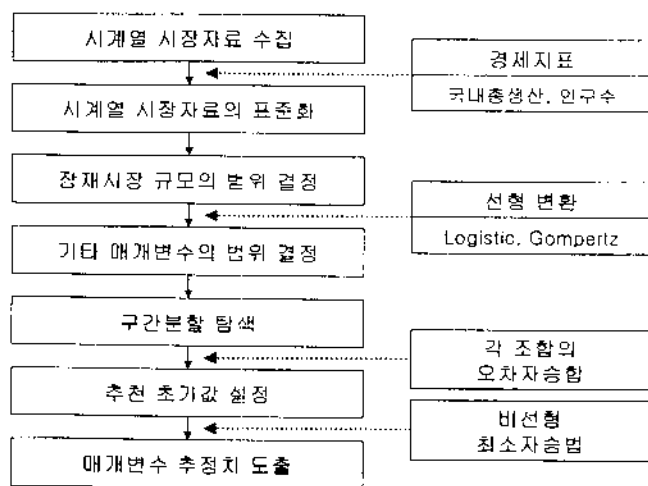 시계열 시장자료 수집
경제지표
국내총생산, 인구수
시계열 시장자료의 표준화
잠재시장 규모의 범위 결정
선형 변환
Logistic, Gompertz
기타 매개변수의 범위 결정
구간분할 탐색
각 조합의
오차자승합
추천 초기값 설정
비선형
최소자승법
매개변수 추정치 도출